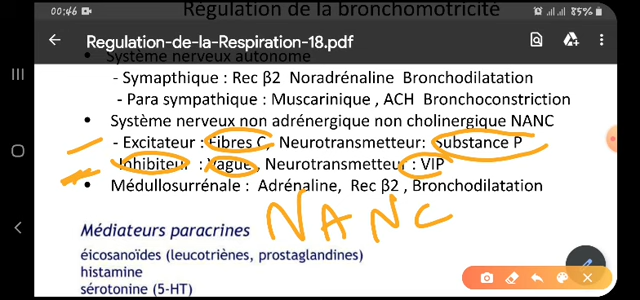 Régulation de la bronchomotricité
00:46
85%
Regulation-de-la-Respiration-18.pdf
Système nerveux autonome
- Symapthique : Rec β2 Noradrénaline Bronchodilatation
- Para sympathique : Muscarinique , ACH Bronchoconstriction
• Système nerveux non adrénergique non cholinergique NANC
- Excitateur : Fibres C, Neurotransmetteur: Substance P
- Inhibiteur : Vague, Neurotransmetteur : VIP
• Médullosurrénale : Adrénaline, Rec β2 , Bronchodilatation
NANC
Médiateurs paracrines
éicosanoïdes (leucotriènes, prostaglandines)
histamine
sérotonine (5-HT)